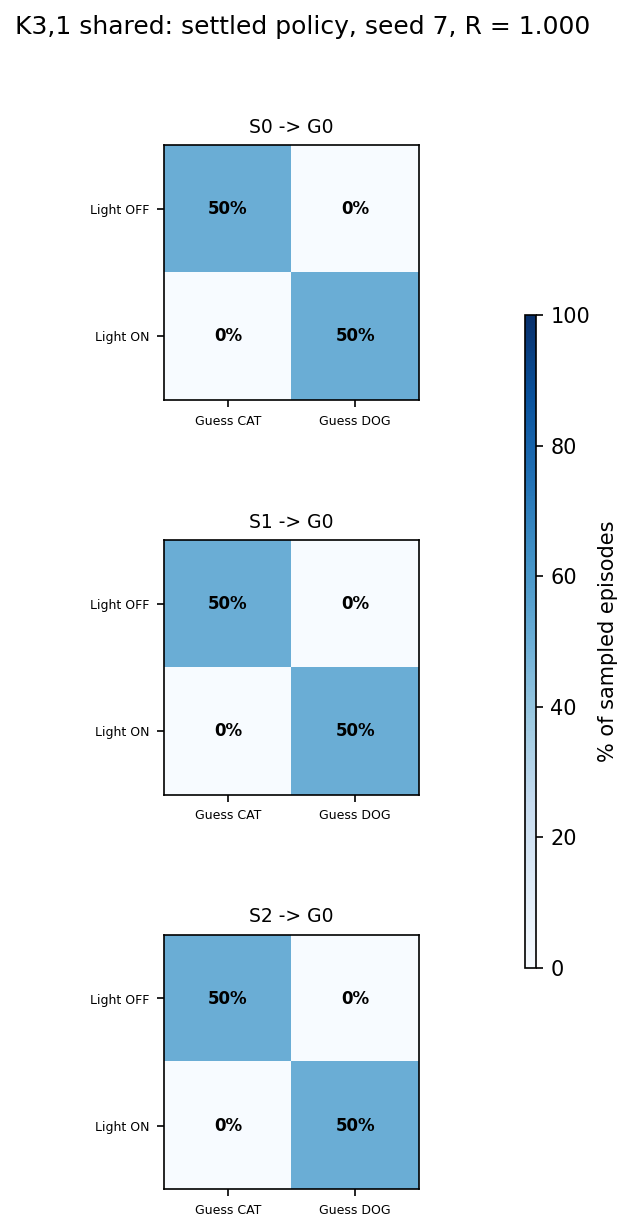 K3,1 shared: settled policy, seed 7, R = 1.000
S0 -> G0
Light OFF
50%
0%
Light ON
0%
50%
Guess CAT
Guess DOG
S1 -> G0
Light OFF
50%
0%
Light ON
0%
50%
Guess CAT
Guess DOG
S2 -> G0
Light OFF
50%
0%
Light ON
0%
50%
Guess CAT
Guess DOG
100
80
60
40
20
0
% of sampled episodes